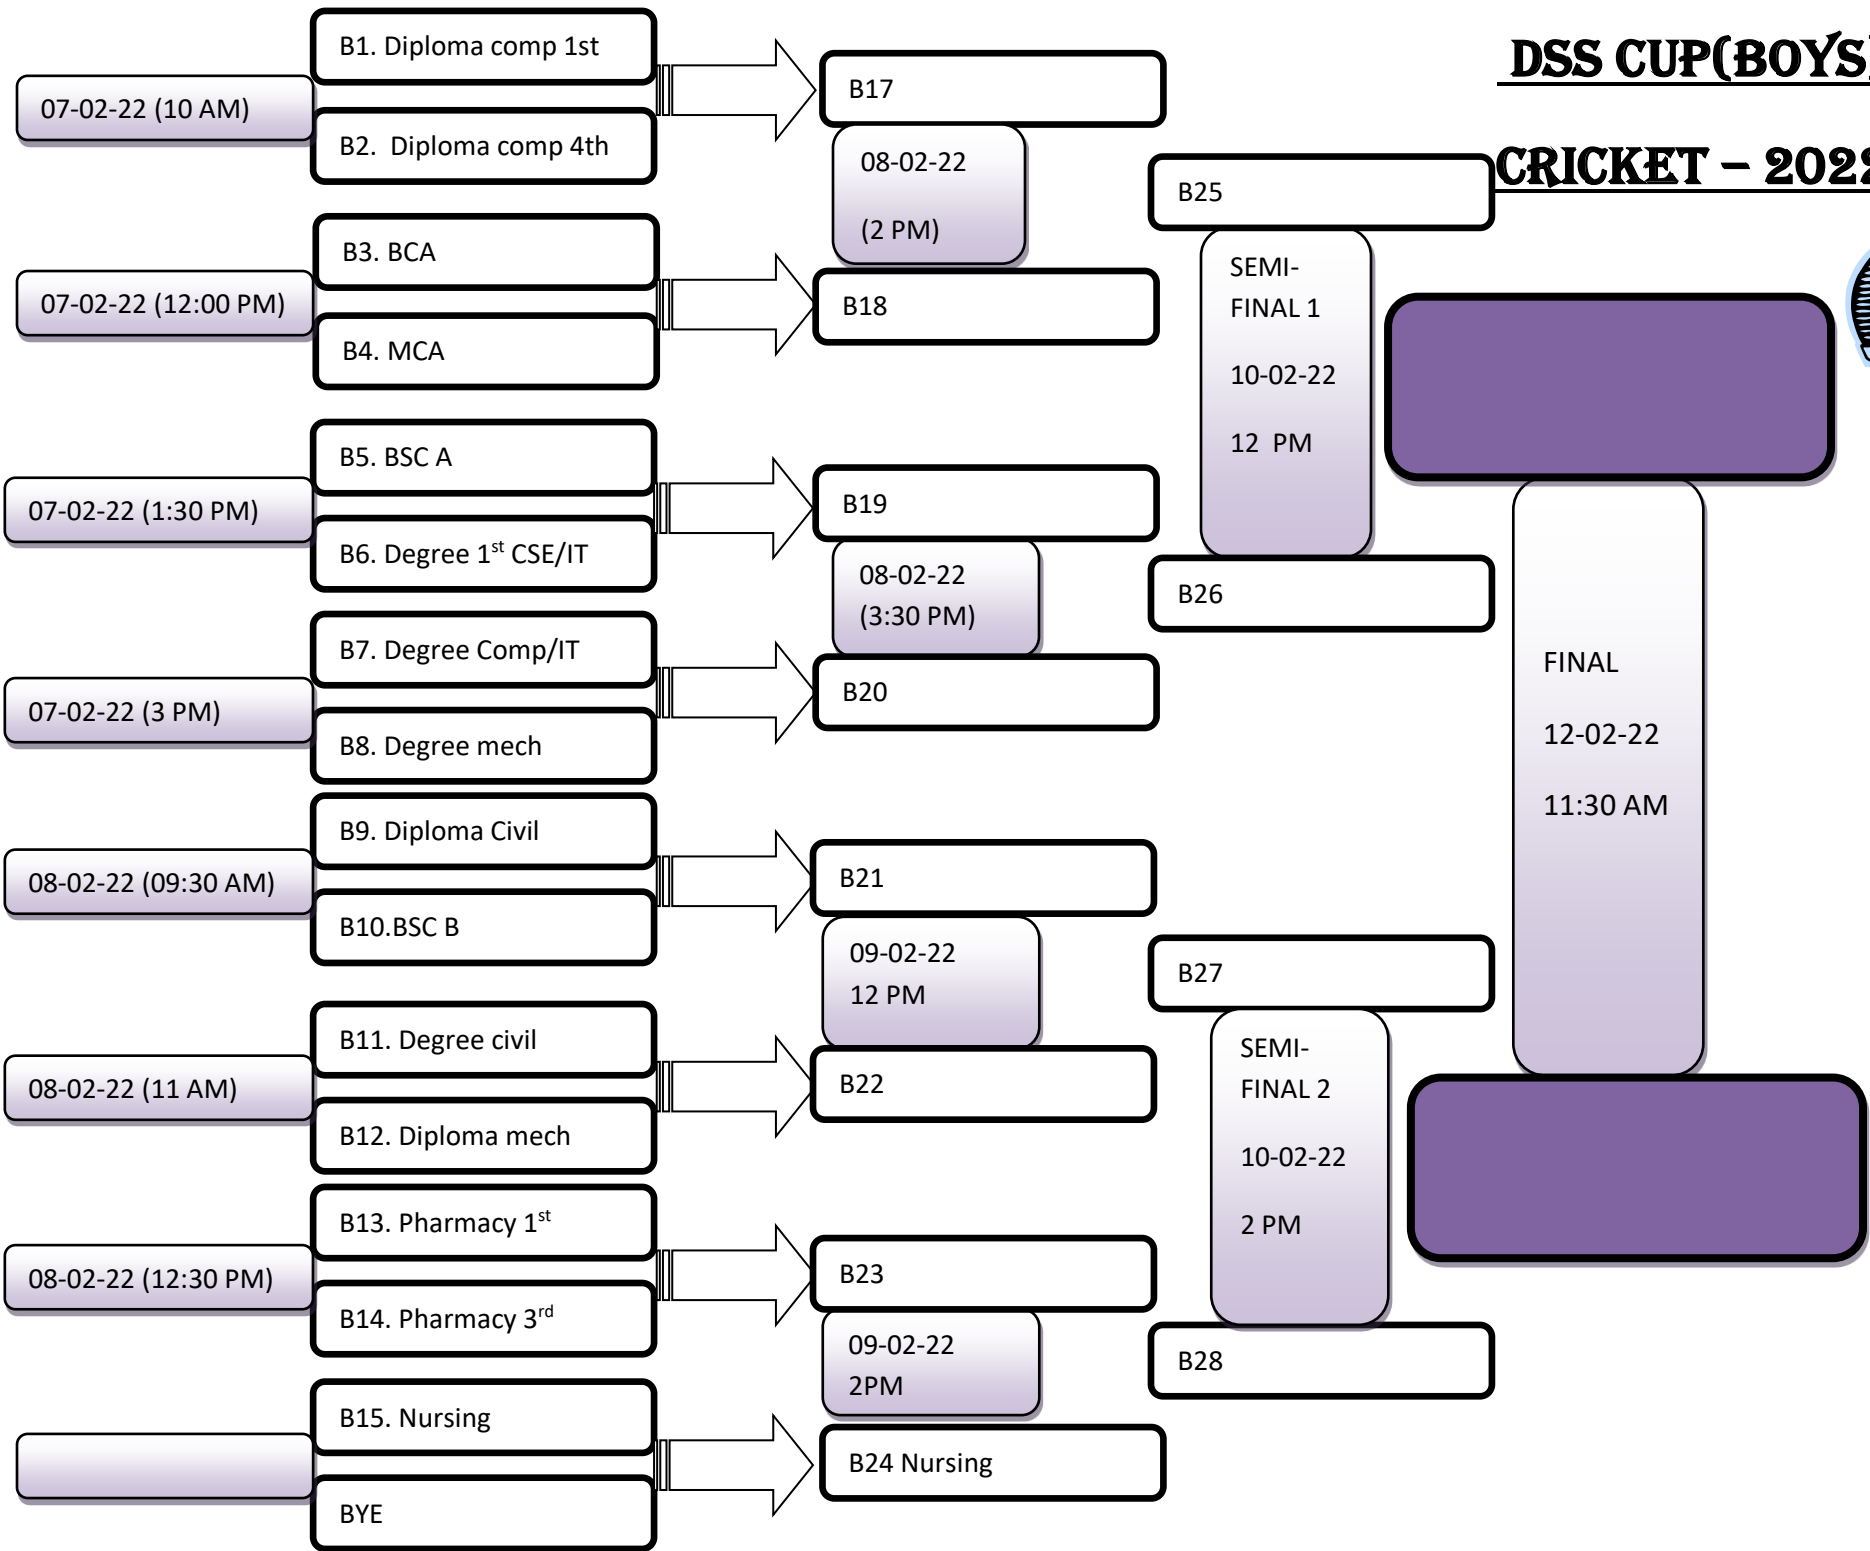 DSS CUP(BOYS)
CRICKET – 2022
07-02-22 (10 AM)
B1. Diploma comp 1st
B2.  Diploma comp 4th
07-02-22 (12:00 PM)
B3. BCA
B4. MCA
07-02-22 (1:30 PM)
B5. BSC A
B6. Degree 1st CSE/IT
07-02-22 (3 PM)
B7. Degree Comp/IT
B8. Degree mech
08-02-22 (09:30 AM)
B9. Diploma Civil
B10.BSC B
08-02-22 (11 AM)
B11. Degree civil
B12. Diploma mech
08-02-22 (12:30 PM)
B13. Pharmacy 1st
B14. Pharmacy 3rd
B15. Nursing
BYE
B17
08-02-22
(2 PM)
B18
B19
08-02-22
(3:30 PM)
B20
B21
09-02-22
12 PM
B22
B23
09-02-22
2PM
B24 Nursing
B25
SEMI-
FINAL 1
10-02-22
12  PM
B26
B27
SEMI-
FINAL 2
10-02-22
2 PM
B28
FINAL
12-02-22
11:30 AM